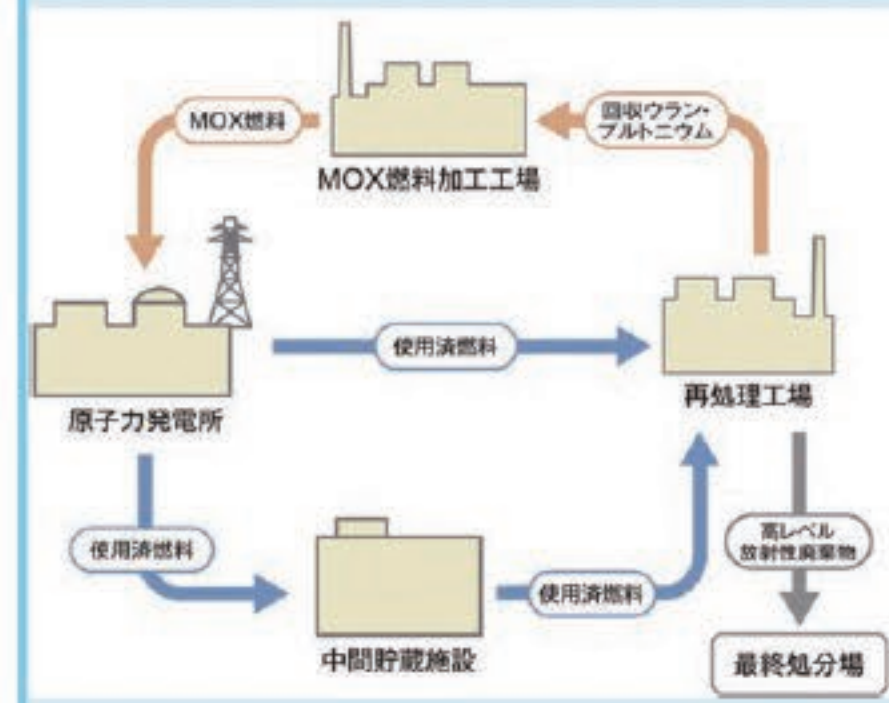 MOX燃料
回収ウラン・
プルトニウム
MOX燃料加工工場
使用済燃料
原子力発電所
再処理工場
使用済燃料
使用済燃料
高レベル
放射性廃棄物
中間貯蔵施設
最終処分場